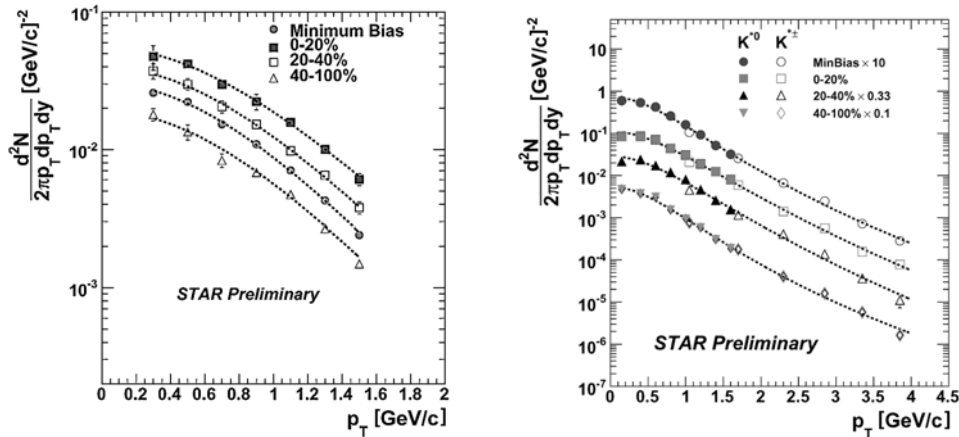 d²N
2πp_T dp_T dy
[GeV/c]⁻²
10⁻¹
10⁻²
10⁻³
Minimum Bias
0-20%
20-40%
40-100%
STAR Preliminary
0 0.2 0.4 0.6 0.8 1 1.2 1.4 1.6 1.8 2
p_T [GeV/c]
d²N
2πp_T dp_T dy
[GeV/c]⁻²
10
1
10⁻¹
10⁻²
10⁻³
10⁻⁴
10⁻⁵
10⁻⁶
10⁻⁷
K*⁰ K*±
MinBias × 10
0-20%
20-40% × 0.33
40-100% × 0.1
STAR Preliminary
0 0.5 1 1.5 2 2.5 3 3.5 4 4.5
p_T [GeV/c]